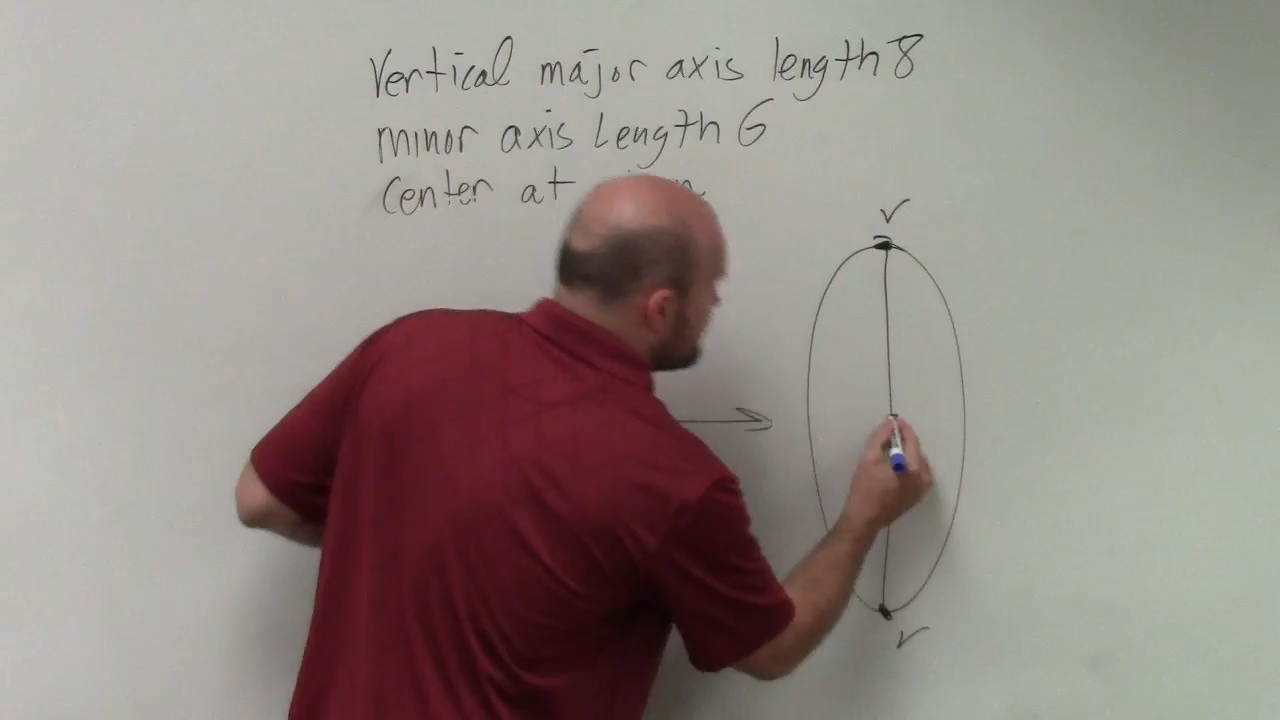 Vertical major axis length 8
minor axis Length 6
Center at
v
v